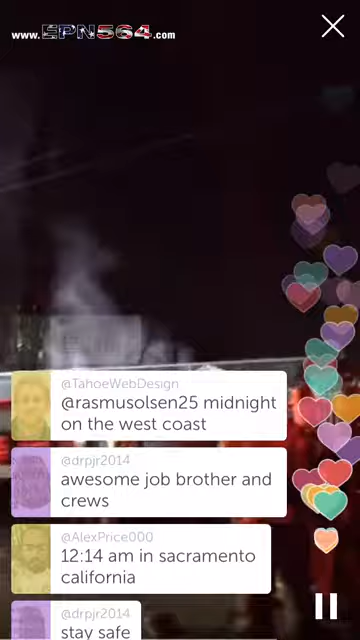 www.EPN564.com
@TahoeWebDesign
@rasmusolsen25 midnight
on the west coast
@drpjr2014
awesome job brother and
crews
@AlexPrice000
12:14 am in sacramento
california
@drpjr2014
stay safe